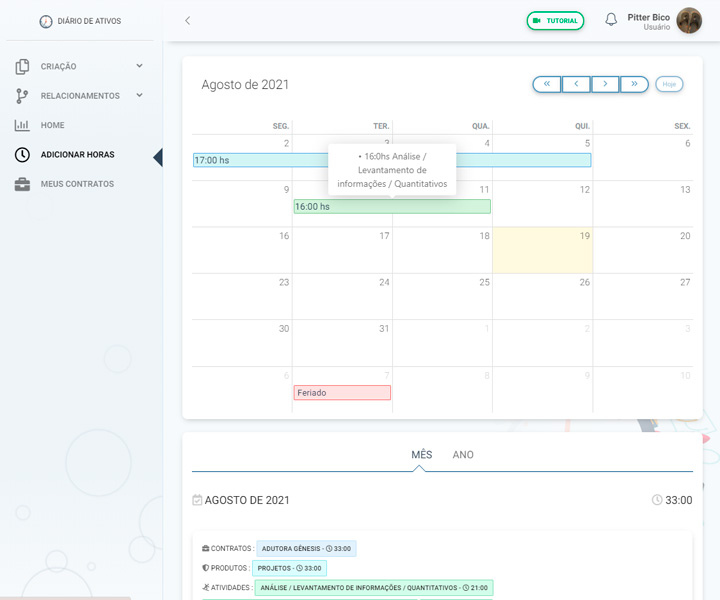 DIÁRIO DE ATIVOS
TUTORIAL
Pitter Bico
Usuário
CRIAÇÃO
RELACIONAMENTOS
HOME
ADICIONAR HORAS
MEUS CONTRATOS
Agosto de 2021
Hoje
SEG. TER. QUA. QUI. SEX.
2 3 4 5 6
17:00 hs
• 16:0hs Análise /
Levantamento de
informações / Quantitativos
9 11 12 13
16:00 hs
16 17 18 19 20
23 24 25 26 27
30 31 1 2 3
6 7 8 9 10
Feriado
MÊS ANO
AGOSTO DE 2021 33:00
CONTRATOS : ADUTORA GÊNESIS - 33:00
PRODUTOS : PROJETOS - 33:00
ATIVIDADES : ANÁLISE / LEVANTAMENTO DE INFORMAÇÕES / QUANTITATIVOS - 21:00